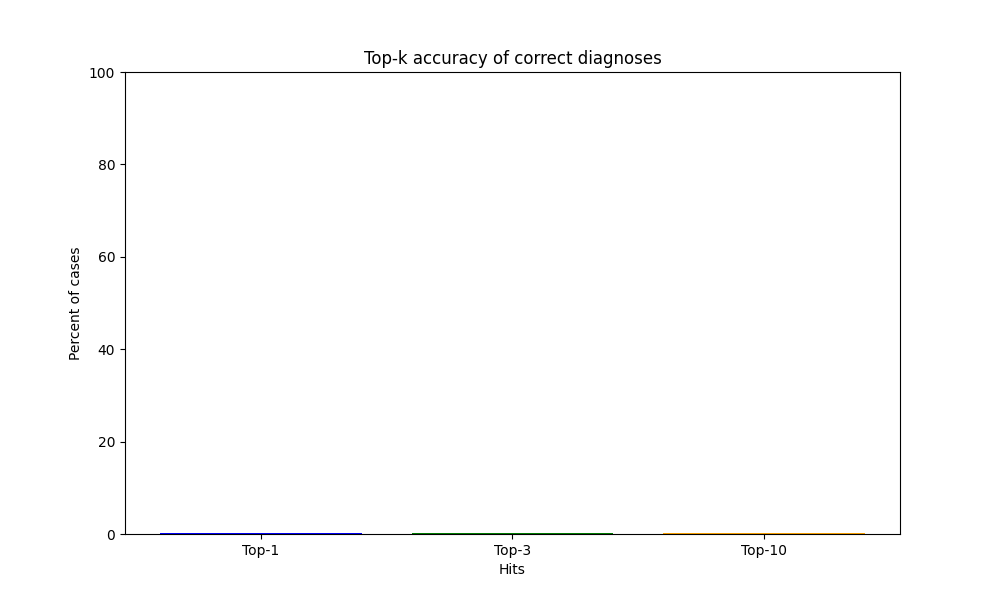 Top-k accuracy of correct diagnoses
100
80
60
40
20
0
Percent of cases
Top-1 Top-3 Top-10
Hits